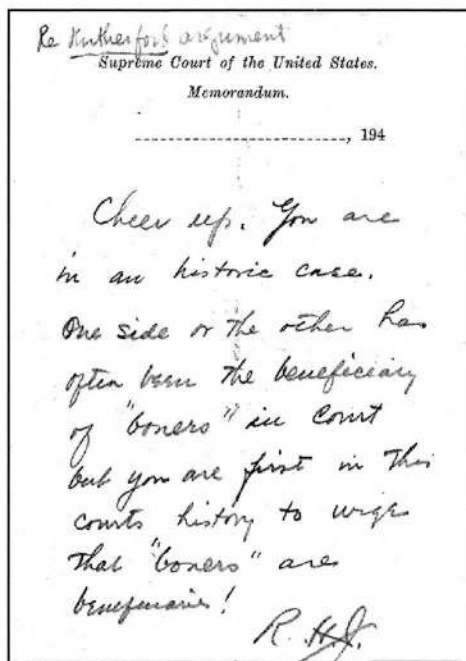 Re Rutherford argument
Supreme Court of the United States.
Memorandum.
, 194
Cheer up. You are
in an historic case.
One side or the other has
often been the beneficiary
of "boners" in court
but you are first in this
courts history to urge
that "boners" are
beneficiaries!
R.H.J.